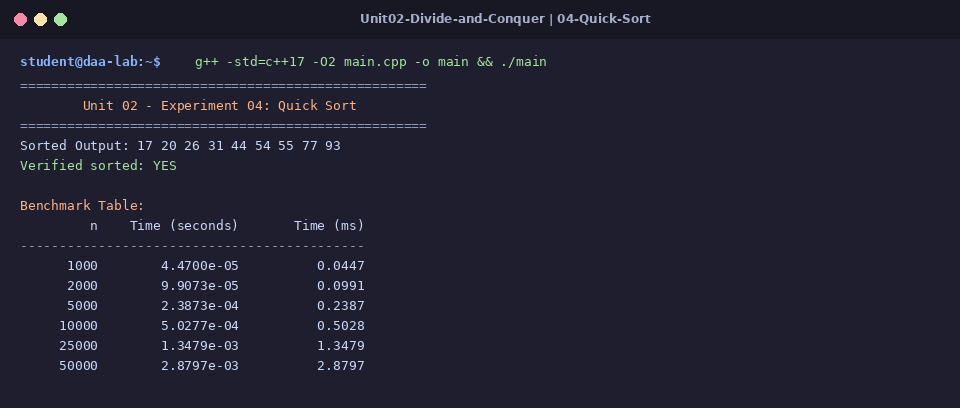 Unit02-Divide-and-Conquer | 04-Quick-Sort
student@daa-lab:~$ g++ -std=c++17 -O2 main.cpp -o main && ./main
====================================================
Unit 02 - Experiment 04: Quick Sort
====================================================
Sorted Output: 17 20 26 31 44 54 55 77 93
Verified sorted: YES
Benchmark Table:
n Time (seconds) Time (ms)
--------------------------------------------
1000 4.4700e-05 0.0447
2000 9.9073e-05 0.0991
5000 2.3873e-04 0.2387
10000 5.0277e-04 0.5028
25000 1.3479e-03 1.3479
50000 2.8797e-03 2.8797